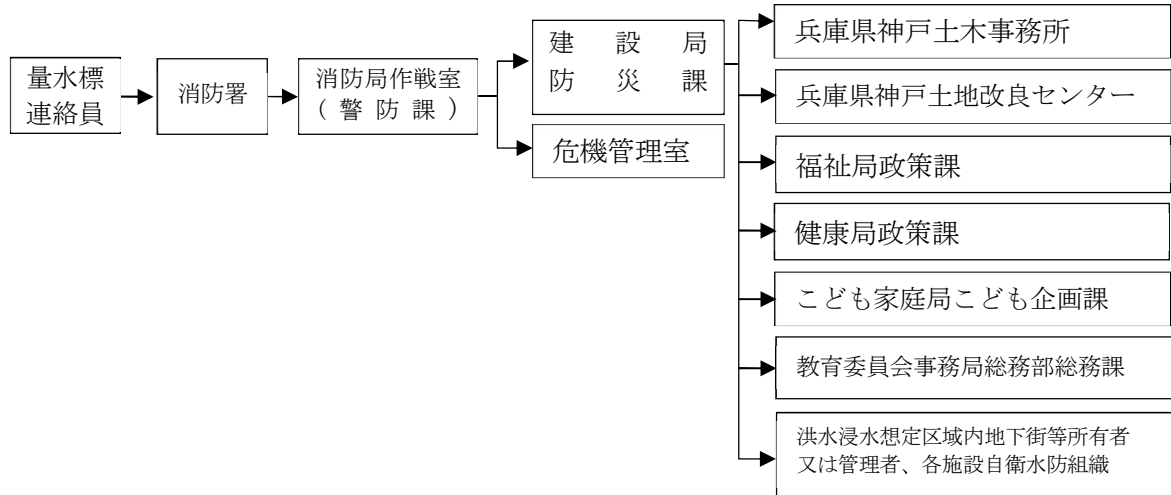 量水標
連絡員
消防署
消防局作戦室
(警防課)
建設局
防災課
危機管理室
兵庫県神戸土木事務所
兵庫県神戸土地改良センター
福祉局政策課
健康局政策課
こども家庭局こども企画課
教育委員会事務局総務部総務課
洪水浸水想定区域内地下街等所有者
又は管理者、各施設自衛水防組織